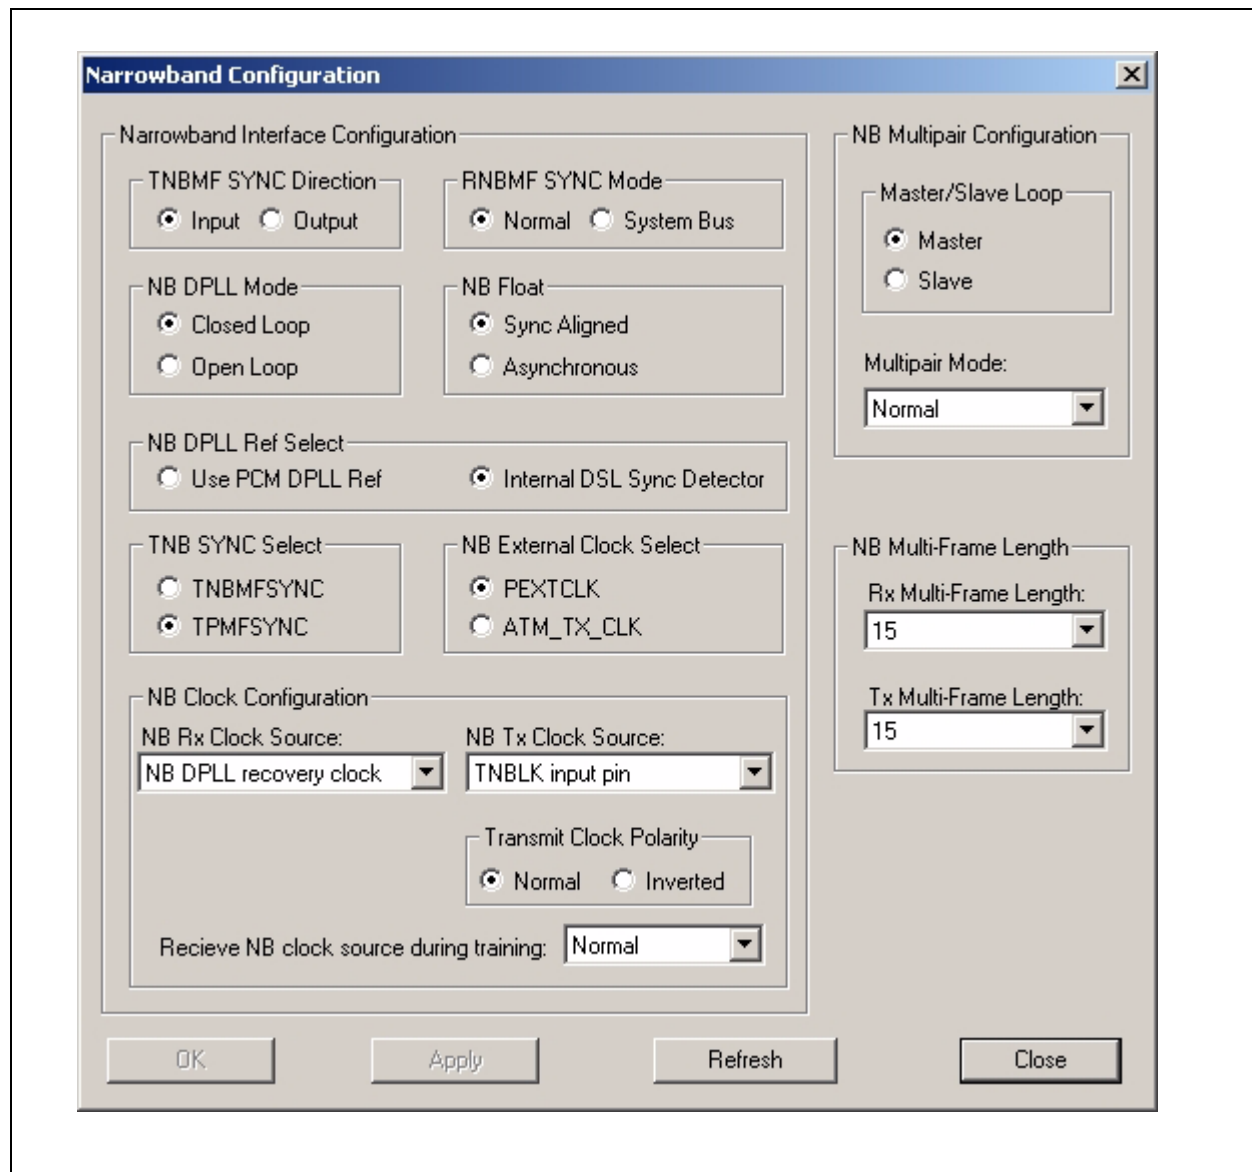 Narrowband Configuration
Narrowband Interface Configuration
TNBMF SYNC Direction
Input Output
RNBMF SYNC Mode
Normal System Bus
NB DPLL Mode
Closed Loop
Open Loop
NB Float
Sync Aligned
Asynchronous
NB DPLL Ref Select
Use PCM DPLL Ref Internal DSL Sync Detector
TNB SYNC Select
TNBMFSYNC
TPMFSYNC
NB External Clock Select
PEXTCLK
ATM_TX_CLK
NB Clock Configuration
NB Rx Clock Source:
NB DPLL recovery clock
NB Tx Clock Source:
TNBLK input pin
Transmit Clock Polarity
Normal Inverted
Recieve NB clock source during training: Normal
NB Multipair Configuration
Master/Slave Loop
Master
Slave
Multipair Mode:
Normal
NB Multi-Frame Length
Rx Multi-Frame Length:
15
Tx Multi-Frame Length:
15
OK Apply Refresh Close